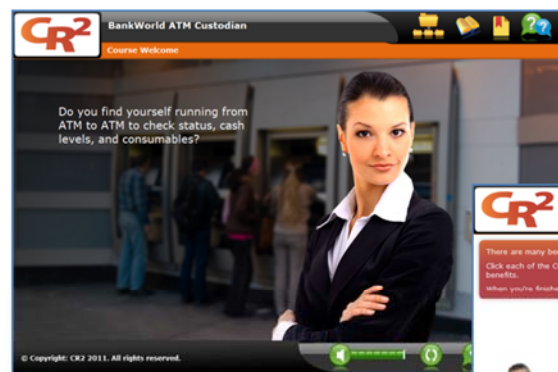 CR2
BankWorld ATM Custodian
Course Welcome
Do you find yourself running from
ATM to ATM to check status, cash
levels, and consumables?
CR2
There are many be
Click each of the C
benefits.
When you're finishe
© Copyright: CR2 2011. All rights reserved.